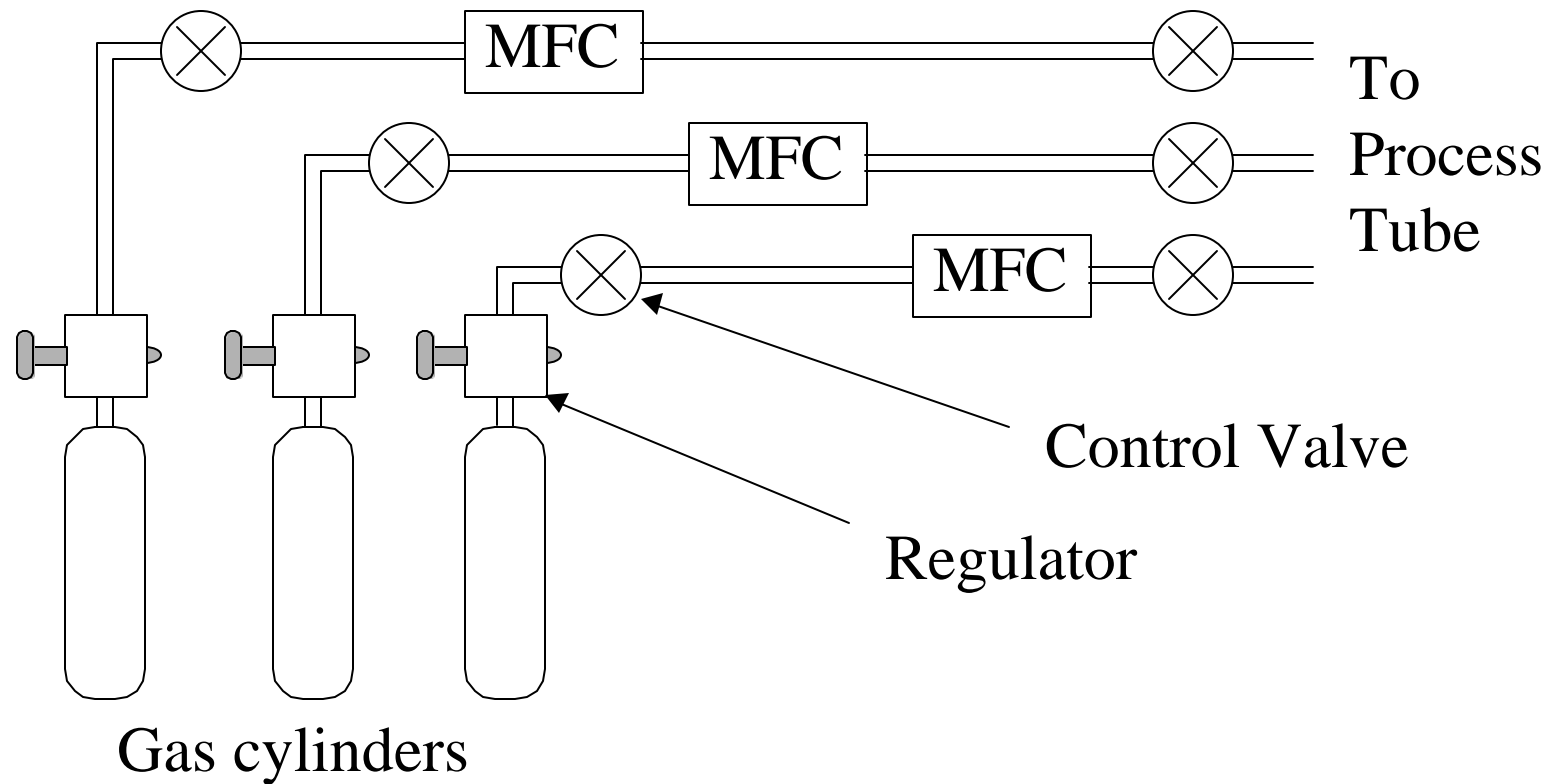 MFC
MFC
MFC
To
Process
Tube
Control Valve
Regulator
Gas cylinders